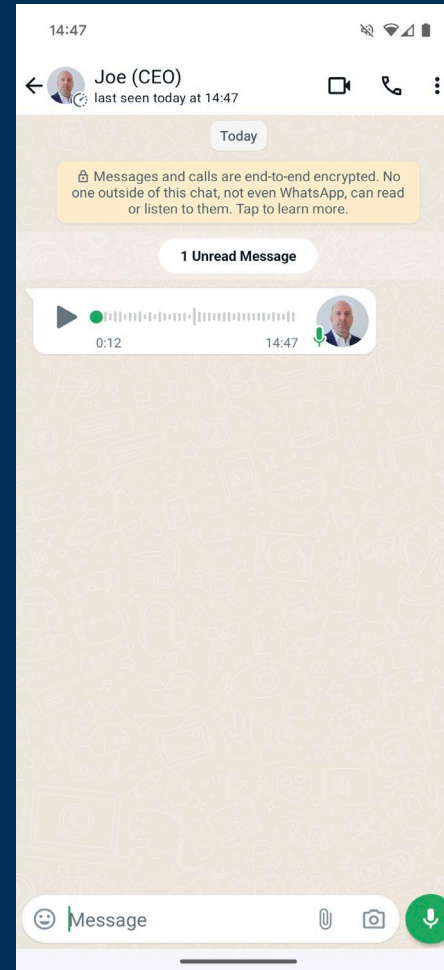 14:47
Joe (CEO)
last seen today at 14:47
Today
Messages and calls are end-to-end encrypted. No
one outside of this chat, not even WhatsApp, can read
or listen to them. Tap to learn more.
1 Unread Message
0:12
14:47
Message